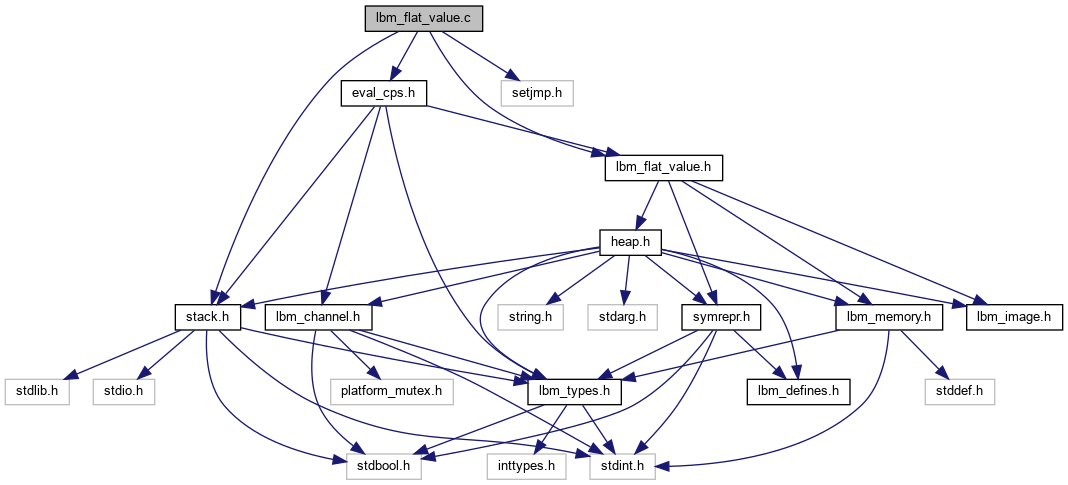 lbm_flat_value.c
eval_cps.h
setjmp.h
lbm_flat_value.h
heap.h
stack.h
lbm_channel.h
string.h
stdarg.h
symrepr.h
lbm_memory.h
lbm_image.h
stdlib.h
stdio.h
platform_mutex.h
lbm_types.h
lbm_defines.h
stddef.h
stdbool.h
inttypes.h
stdint.h